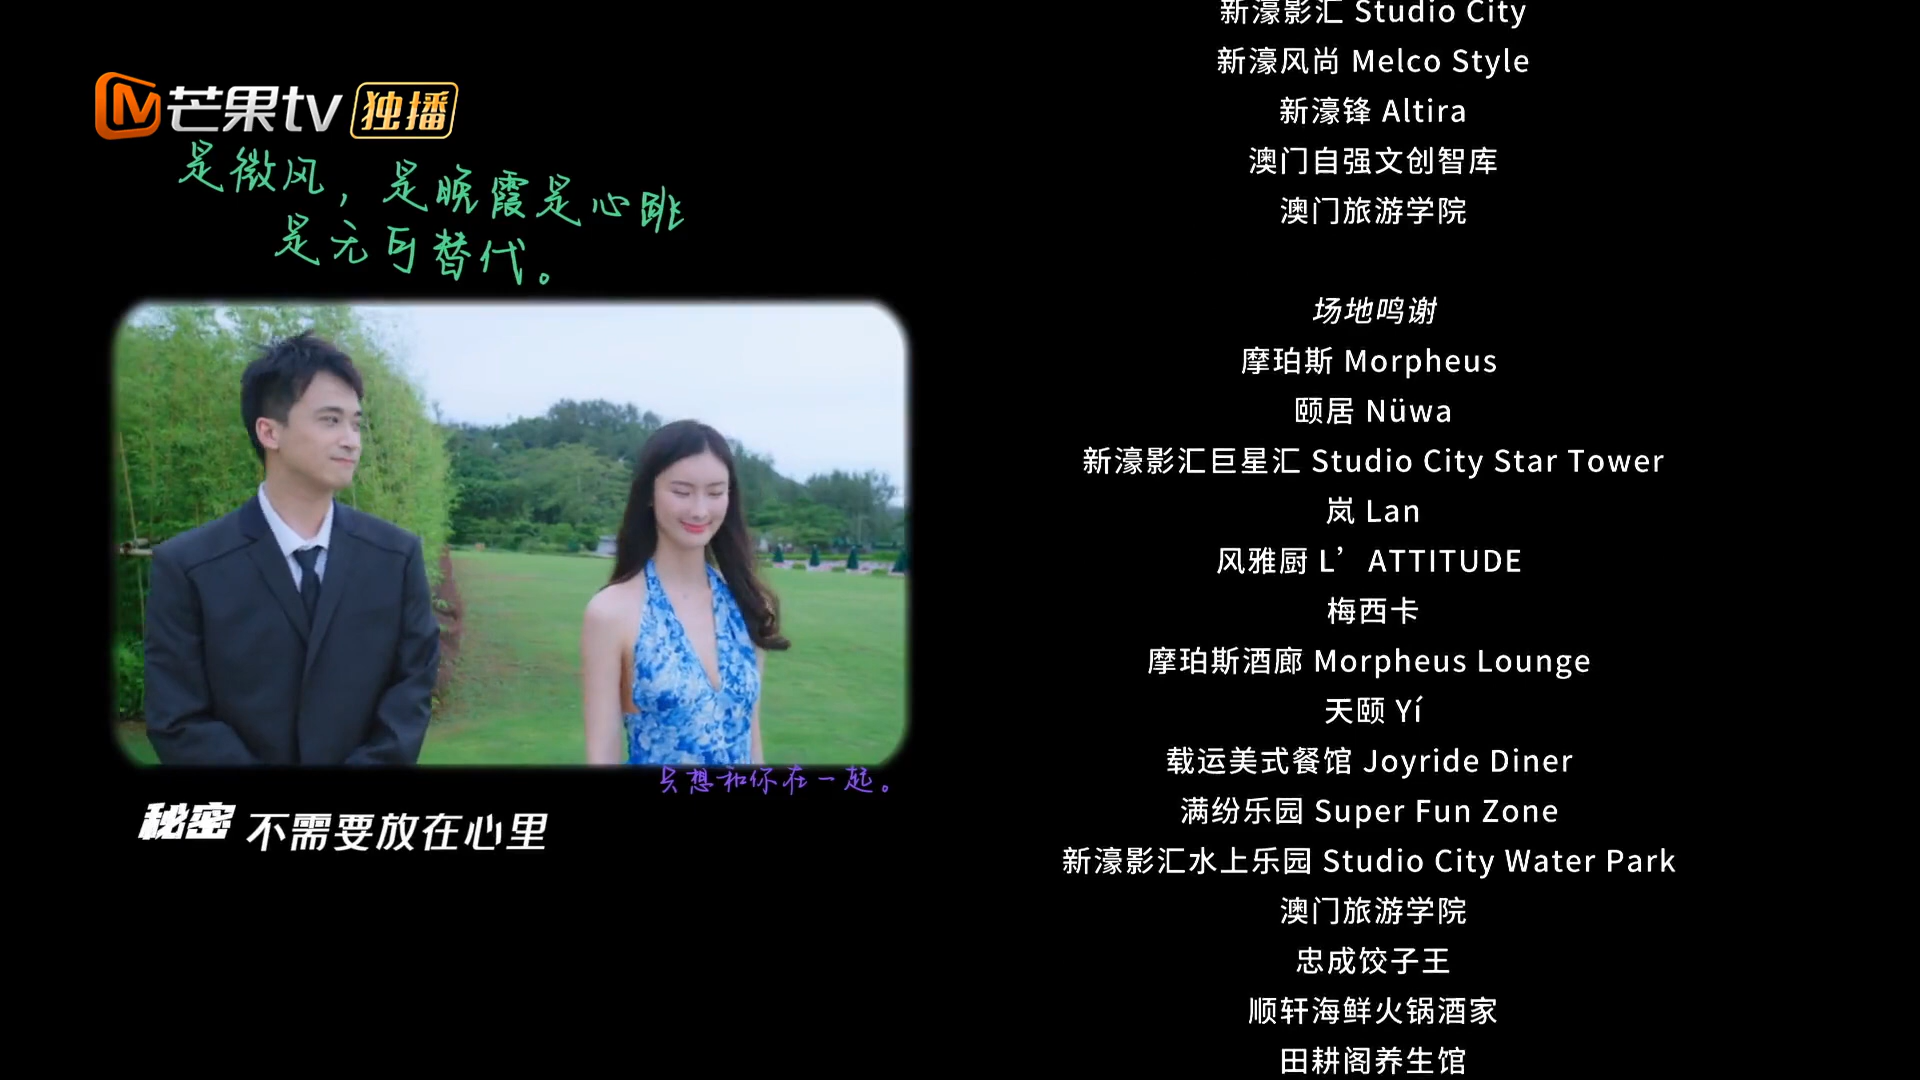 芒果tv 独播
是微风，是晚霞是心跳
是无可替代。
只想和你在一起。
秘密 不需要放在心里
新濠影汇 Studio City
新濠风尚 Melco Style
新濠锋 Altira
澳门自强文创智库
澳门旅游学院
场地鸣谢
摩珀斯 Morpheus
颐居 Nüwa
新濠影汇巨星汇 Studio City Star Tower
岚 Lan
风雅厨 L’ATTITUDE
梅西卡
摩珀斯酒廊 Morpheus Lounge
天颐 Yí
载运美式餐馆 Joyride Diner
满纷乐园 Super Fun Zone
新濠影汇水上乐园 Studio City Water Park
澳门旅游学院
忠成饺子王
顺轩海鲜火锅酒家
田耕阁养生馆